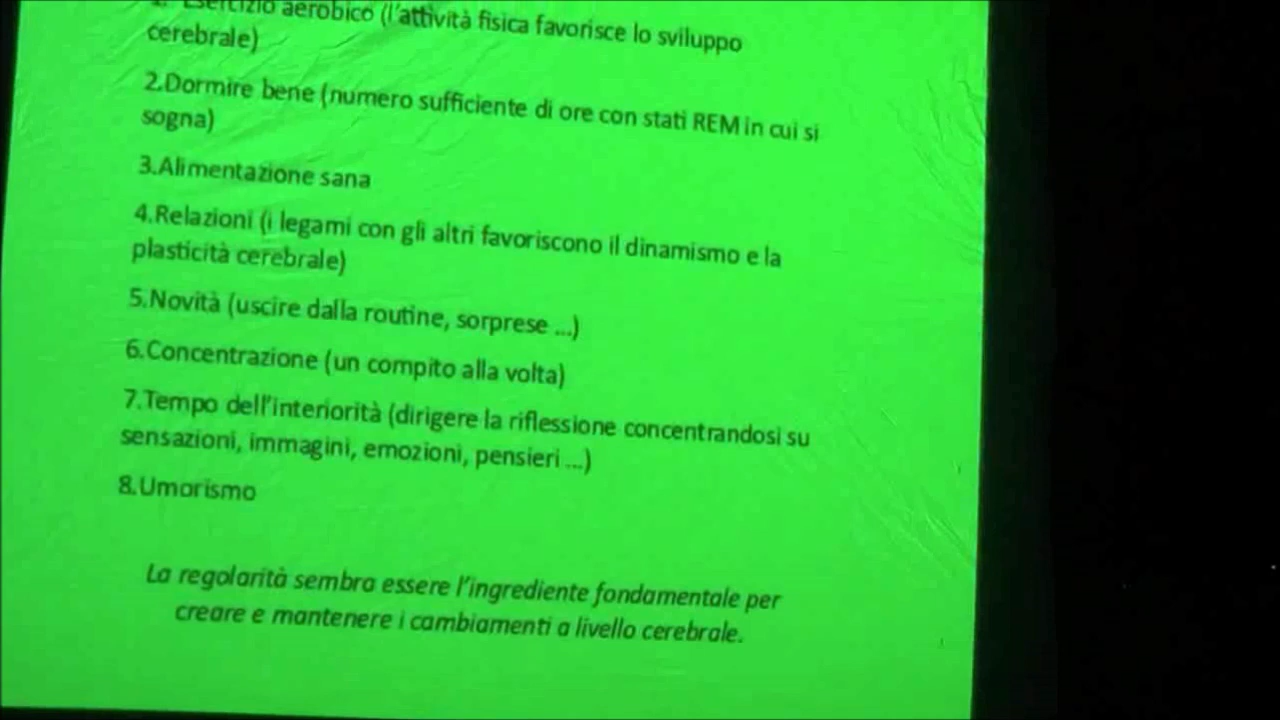 1. Esercizio aerobico (l'attività fisica favorisce lo sviluppo
cerebrale)
2.Dormire bene (numero sufficiente di ore con stati REM in cui si
sogna)
3.Alimentazione sana
4.Relazioni (i legami con gli altri favoriscono il dinamismo e la
plasticità cerebrale)
5.Novità (uscire dalla routine, sorprese ...)
6.Concentrazione (un compito alla volta)
7.Tempo dell'interiorità (dirigere la riflessione concentrandosi su
sensazioni, immagini, emozioni, pensieri ...)
8.Umorismo
La regolarità sembra essere l'ingrediente fondamentale per
creare e mantenere i cambiamenti a livello cerebrale.